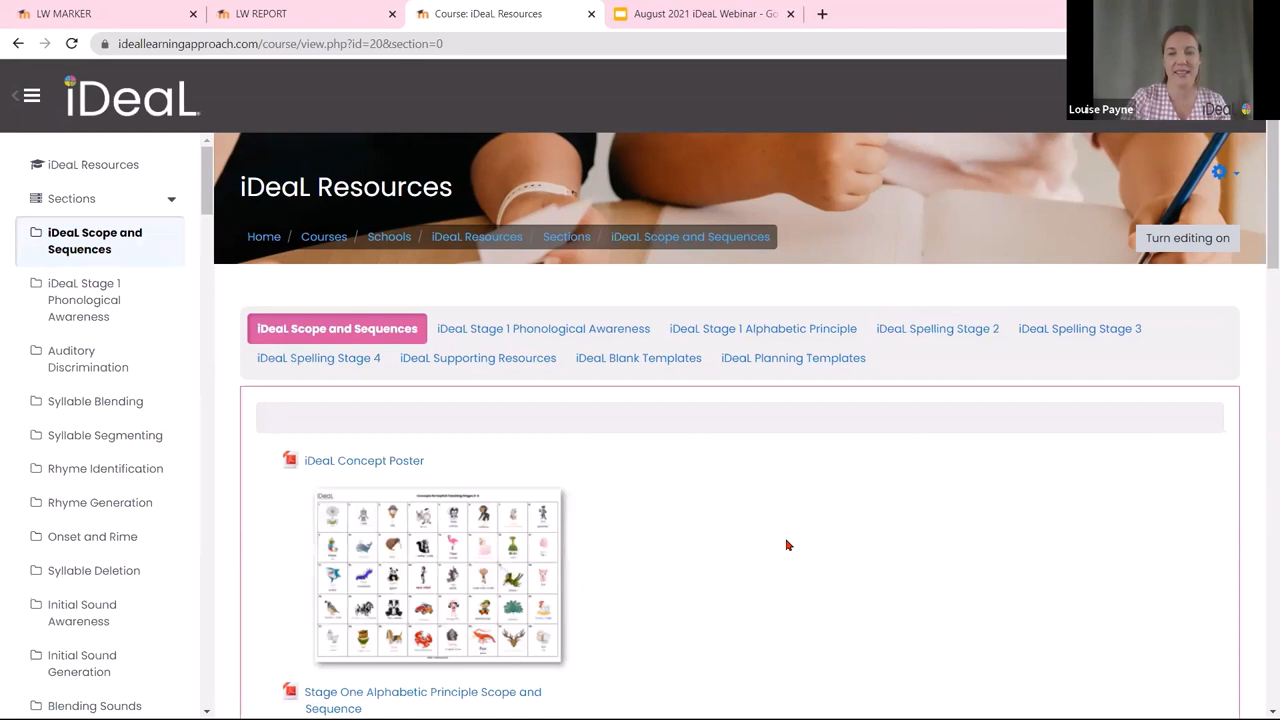 LW MARKER
LW REPORT
Course: iDeaL Resources
August 2021 iDeaL Webinar - Go
ideallearningapproach.com/course/view.php?id=20&section=0
Louise Payne
iDeaL
iDeaL
iDeaL Resources
Sections
iDeaL Scope and
Sequences
iDeaL Stage 1
Phonological
Awareness
Auditory
Discrimination
Syllable Blending
Syllable Segmenting
Rhyme Identification
Rhyme Generation
Onset and Rime
Syllable Deletion
Initial Sound
Awareness
Initial Sound
Generation
Blending Sounds
iDeaL Resources
Home / Courses / Schools / iDeaL Resources / Sections / iDeaL Scope and Sequences
Turn editing on
iDeaL Scope and Sequences iDeaL Stage 1 Phonological Awareness iDeaL Stage 1 Alphabetic Principle iDeaL Spelling Stage 2 iDeaL Spelling Stage 3
iDeaL Spelling Stage 4 iDeaL Supporting Resources iDeaL Blank Templates iDeaL Planning Templates
iDeaL Concept Poster
iDeaL
Stage One Alphabetic Principle Scope and
Sequence